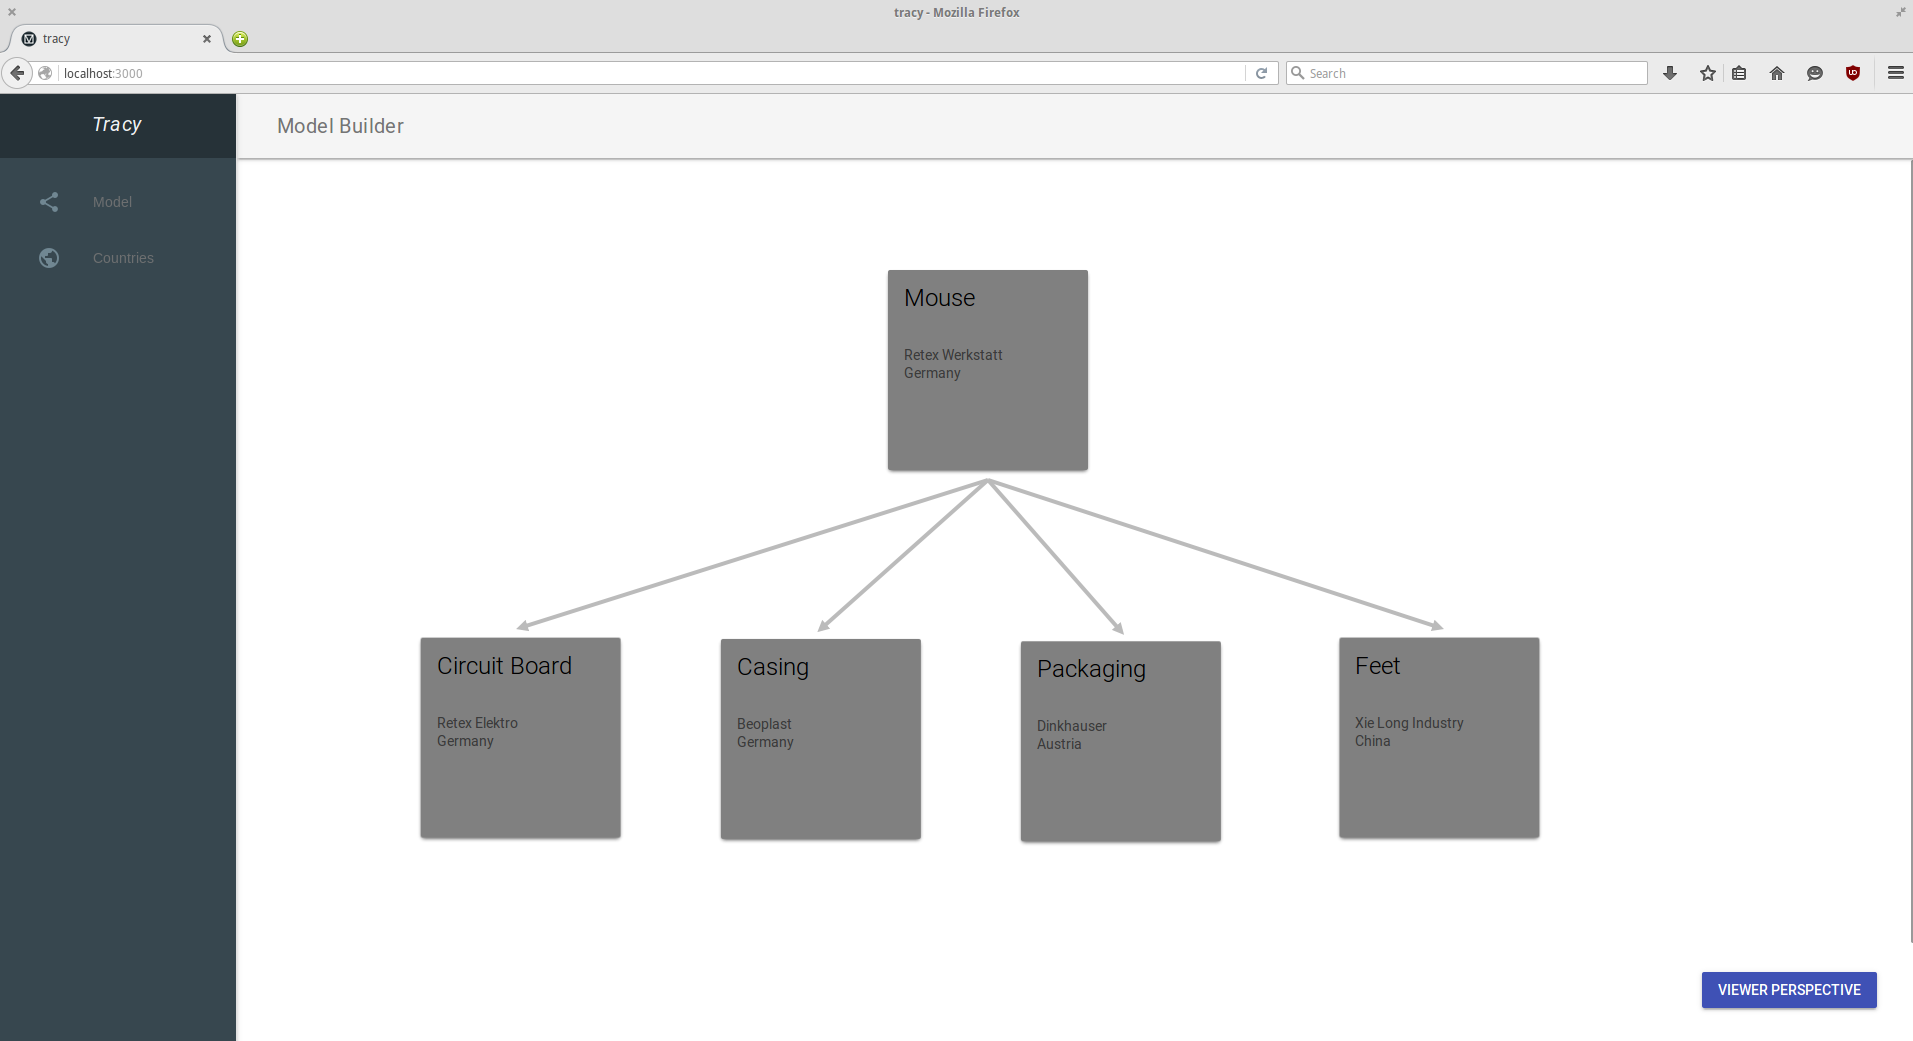 tracy - Mozilla Firefox
tracy
localhost:3000
Search
Tracy
Model Builder
Model
Countries
Mouse
Retex Werkstatt
Germany
Circuit Board
Retex Elektro
Germany
Casing
Beoplast
Germany
Packaging
Dinkhauser
Austria
Feet
Xie Long Industry
China
VIEWER PERSPECTIVE